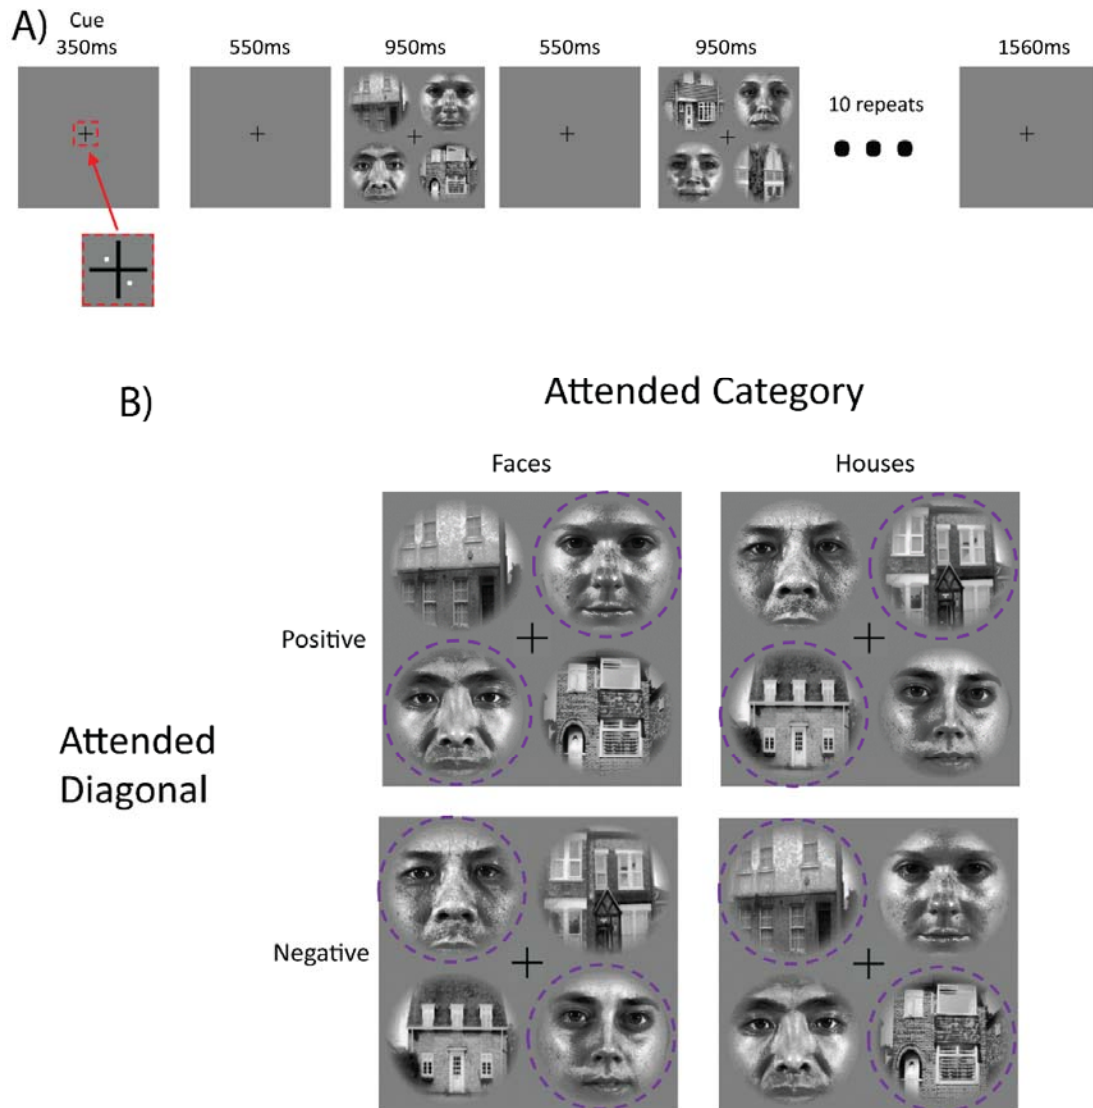 A)
Cue
350ms
550ms
950ms
550ms
950ms
1560ms
10 repeats
B)
Attended Category
Faces
Houses
Positive
Attended
Diagonal
Negative